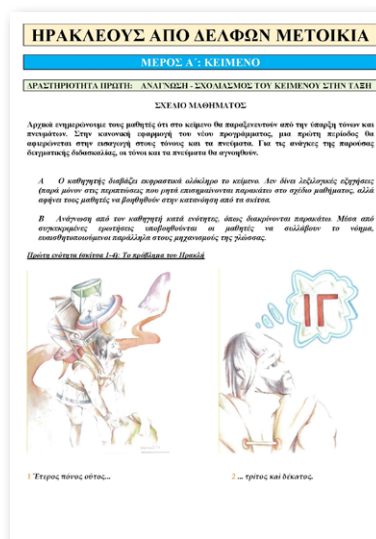 ΗΡΑΚΛΕΟΥΣ ΑΠΟ ΔΕΛΦΩΝ ΜΕΤΟΙΚΙΑ
ΜΕΡΟΣ Α΄: ΚΕΙΜΕΝΟ
ΔΡΑΣΤΗΡΙΟΤΗΤΑ ΠΡΩΤΗ: ΑΝΑΓΝΩΣΗ - ΣΧΟΛΙΑΣΜΟΣ ΤΟΥ ΚΕΙΜΕΝΟΥ ΣΤΗΝ ΤΑΞΗ
ΣΧΕΔΙΟ ΜΑΘΗΜΑΤΟΣ
Αρχικά ενημερώνουμε τους μαθητές ότι στο κείμενο θα παραξενευτούν από την ύπαρξη τόνων και
πνευμάτων. Στην κανονική εφαρμογή του νέου προγράμματος, μια πρώτη περίοδος θα
αφιερώνεται στην εισαγωγή στους τόνους και τα πνεύματα. Για τις ανάγκες της παρούσας
δειγματικής διδασκαλίας, οι τόνοι και τα πνεύματα θα αγνοηθούν.
Α Ο καθηγητής διαβάζει εκφραστικά ολόκληρο το κείμενο. Δεν δίνει λεξιλογικές εξηγήσεις
(παρά μόνον στις περιπτώσεις που ρητά επισημαίνονται παρακάτω στο σχέδιο μαθήματος, αλλά
αφήνει τους μαθητές να βοηθηθούν στην κατανόηση από τα σκίτσα.
Β Ανάγνωση από τον καθηγητή κατά ενότητες, όπως διακρίνονται παρακάτω. Μέσα από
συγκεκριμένες ερωτήσεις υποβοηθούνται οι μαθητές να συλλάβουν το νόημα,
ευαισθητοποιούμενοι παράλληλα στους μηχανισμούς της γλώσσας.
Πρώτη ενότητα (σκίτσα 1-4): Το πρόβλημα του Ηρακλή
ΙΓ
1 Ἕτερος πόνος οὗτος...
2 ... τρίτος καὶ δέκατος.